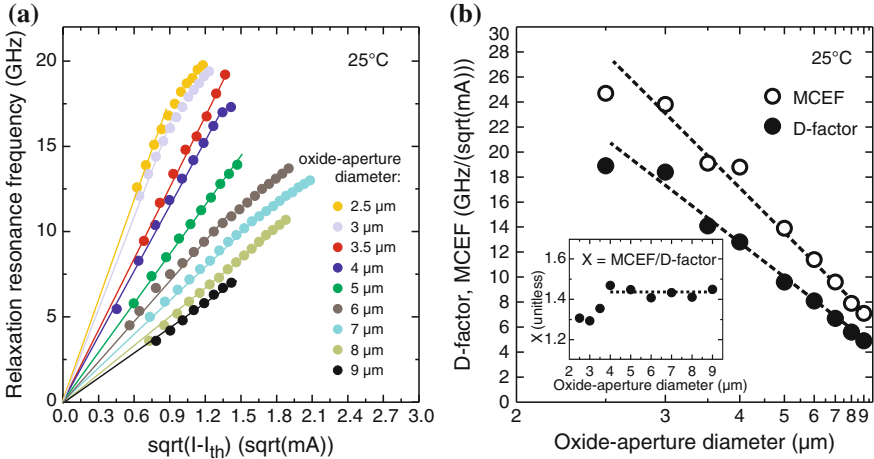 (a)
Relaxation resonance frequency (GHz)
20
15
10
5
0
25°C
oxide-aperture
diameter:
2.5 µm
3 µm
3.5 µm
4 µm
5 µm
6 µm
7 µm
8 µm
9 µm
0.0 0.3 0.6 0.9 1.2 1.5 1.8 2.1 2.4 2.7 3.0
sqrt(I-Ith) (sqrt(mA))
(b)
D-factor, MCEF (GHz/(sqrt(mA)))
30
28
26
24
22
20
18
16
14
12
10
8
6
4
2
0
25°C
MCEF
D-factor
X = MCEF/D-factor
X (unitless)
1.6
1.4
1.2
2 3 4 5 6 7 8 9
Oxide-aperture diameter (µm)
2 3 4 5 6 7 8 9
Oxide-aperture diameter (µm)